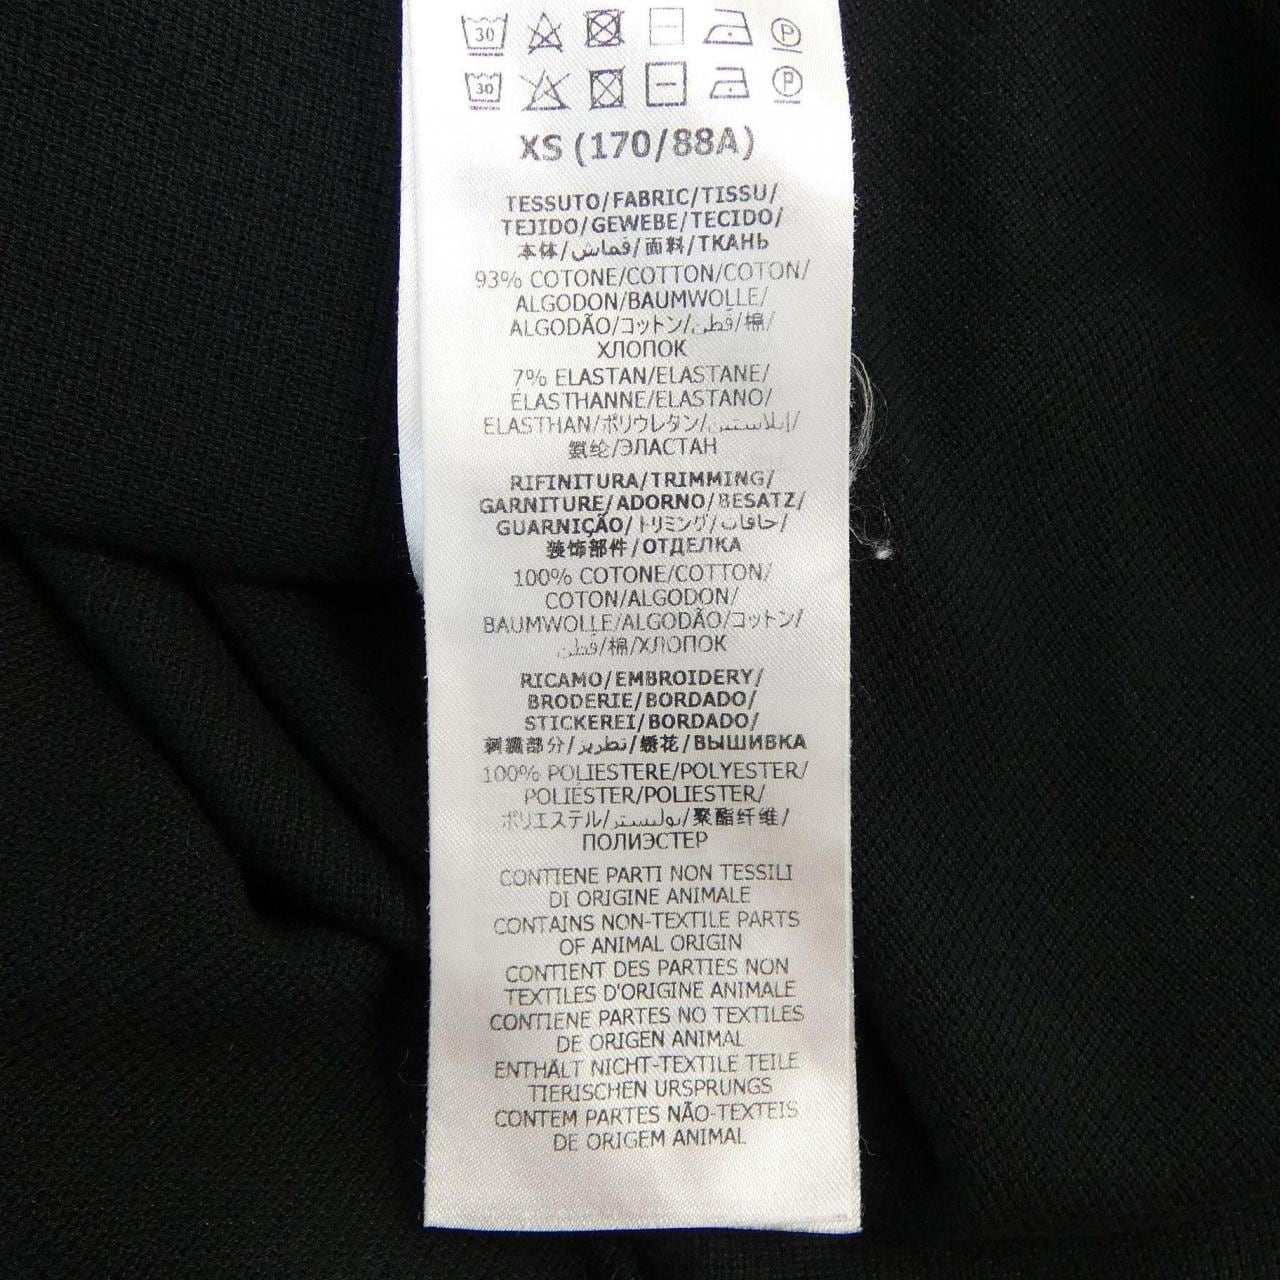 30 P
30 P
XS (170/88A)
TESSUTO/FABRIC/TISSU/
TEJIDO/GEWEBE/TECIDO/
本体/قماش/面料/ТКАНЬ
93% COTONE/COTTON/COTON/
ALGODON/BAUMWOLLE/
ALGODÃO/コットン/قطن/棉/
ХЛОПОК
7% ELASTAN/ELASTANE/
ÉLASTHANNE/ELASTANO/
ELASTHAN/ポリウレタン/إيلاستين/
氨纶/ЭЛАСТАН
RIFINITURA/TRIMMING/
GARNITURE/ADORNO/BESATZ/
GUARNIÇÃO/トリミング/حافات/
装饰部件/ОТДЕЛКА
100% COTONE/COTTON/
COTON/ALGODON/
BAUMWOLLE/ALGODÃO/コットン/
قطن/棉/ХЛОПОК
RICAMO/EMBROIDERY/
BRODERIE/BORDADO/
STICKEREI/BORDADO/
刺繍部分/تطريز/绣花/ВЫШИВКА
100% POLIESTERE/POLYESTER/
POLIÉSTER/POLIESTER/
ポリエステル/بوليستر/聚酯纤维/
ПОЛИЭСТЕР
CONTIENE PARTI NON TESSILI
DI ORIGINE ANIMALE
CONTAINS NON-TEXTILE PARTS
OF ANIMAL ORIGIN
CONTIENT DES PARTIES NON
TEXTILES D'ORIGINE ANIMALE
CONTIENE PARTES NO TEXTILES
DE ORIGEN ANIMAL
ENTHÄLT NICHT-TEXTILE TEILE
TIERISCHEN URSPRUNGS
CONTEM PARTES NÃO-TEXTEIS
DE ORIGEM ANIMAL